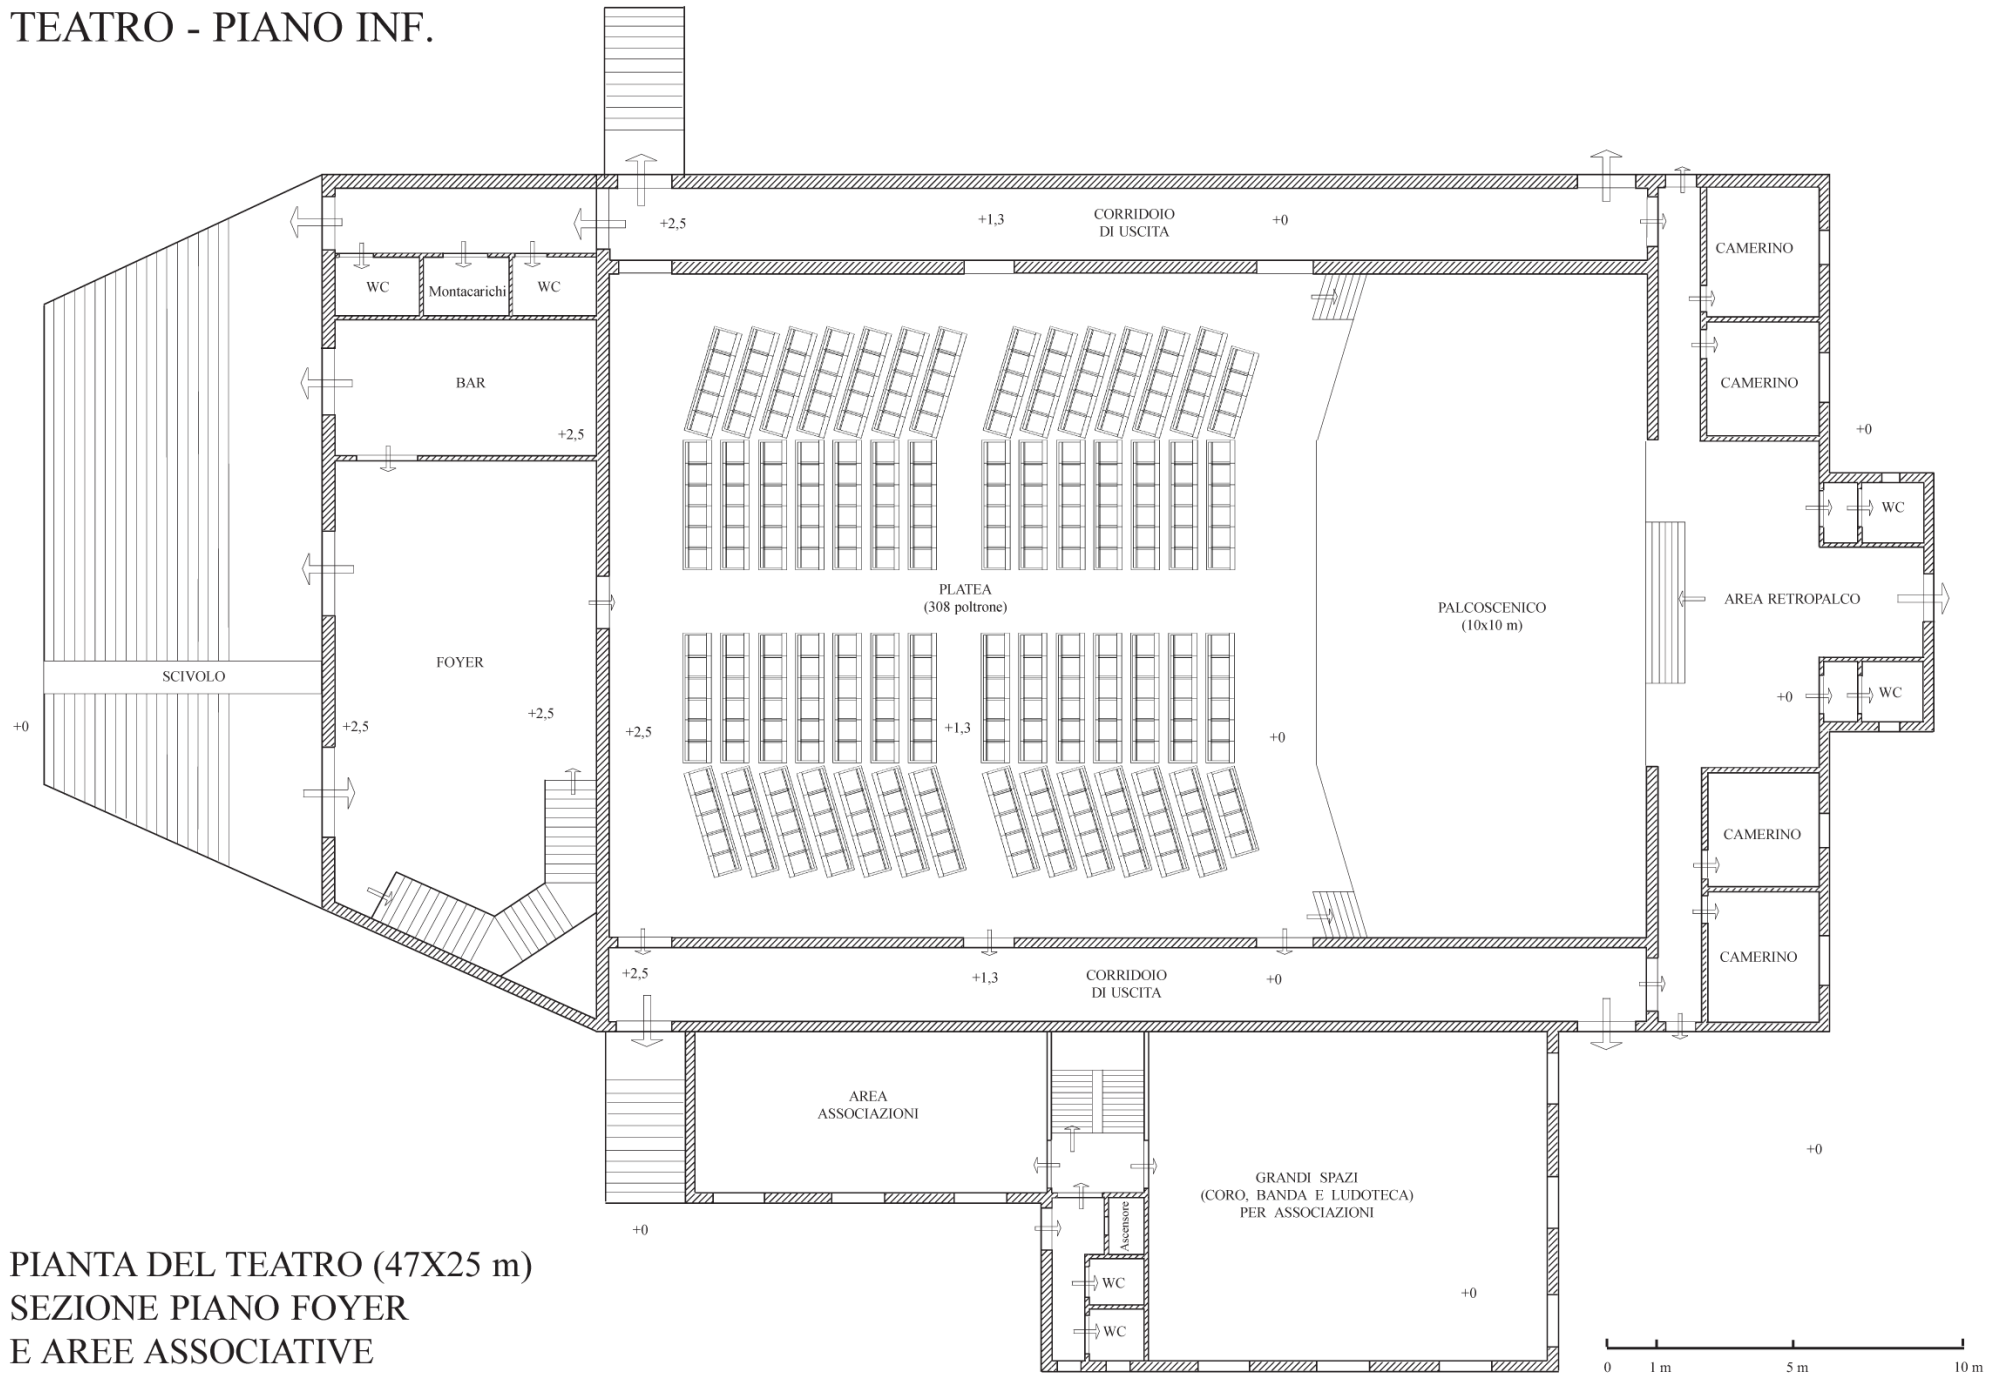 TEATRO - PIANO INF.
+2,5
+1,3
CORRIDOIO
DI USCITA
+0
CAMERINO
WC
Montacarichi
WC
BAR
CAMERINO
+2,5
+0
WC
PLATEA
(308 poltrone)
PALCOSCENICO
(10x10 m)
AREA RETROPALCO
FOYER
SCIVOLO
WC
+0
+2,5
+2,5
+0
+2,5
+1,3
+0
CAMERINO
CAMERINO
+2,5
+1,3
CORRIDOIO
DI USCITA
+0
AREA
ASSOCIAZIONI
+0
GRANDI SPAZI
(CORO, BANDA E LUDOTECA)
PER ASSOCIAZIONI
Ascensore
+0
WC
+0
WC
PIANTA DEL TEATRO (47X25 m)
SEZIONE PIANO FOYER
E AREE ASSOCIATIVE
0 1 m 5 m 10 m